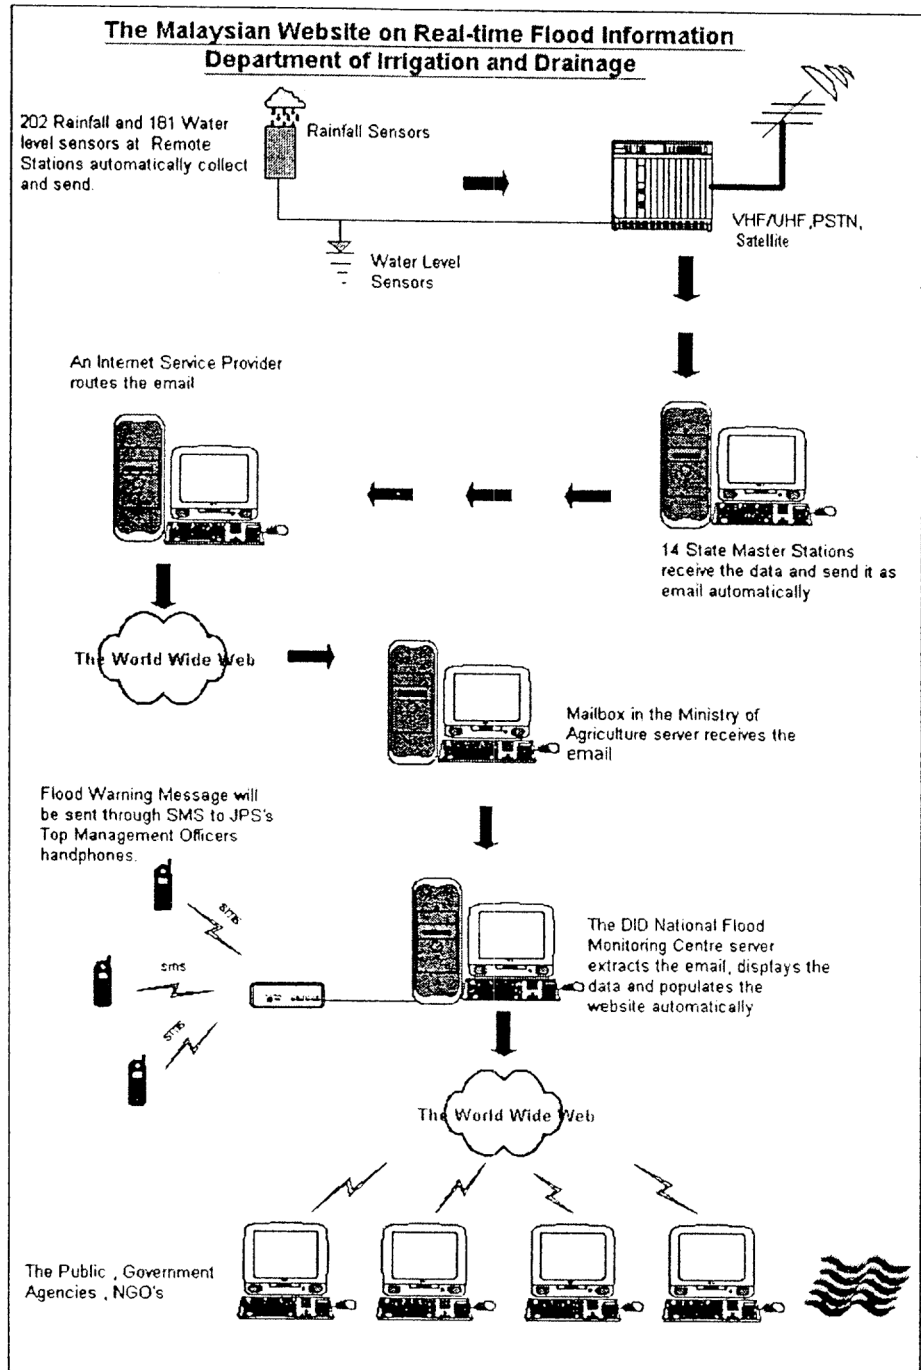 The Malaysian Website on Real-time Flood Information
Department of Irrigation and Drainage
202 Rainfall and 181 Water
level sensors at Remote
Stations automatically collect
and send.
Rainfall Sensors
Water Level
Sensors
VHF/UHF,PSTN,
Satellite
An Internet Service Provider
routes the email
14 State Master Stations
receive the data and send it as
email automatically
The World Wide Web
Mailbox in the Ministry of
Agriculture server receives the
email
Flood Warning Message will
be sent through SMS to JPS's
Top Management Officers
handphones.
sms
sms
sms
The DID National Flood
Monitoring Centre server
extracts the email, displays the
data and populates the
website automatically
The World Wide Web
The Public , Government
Agencies , NGO's